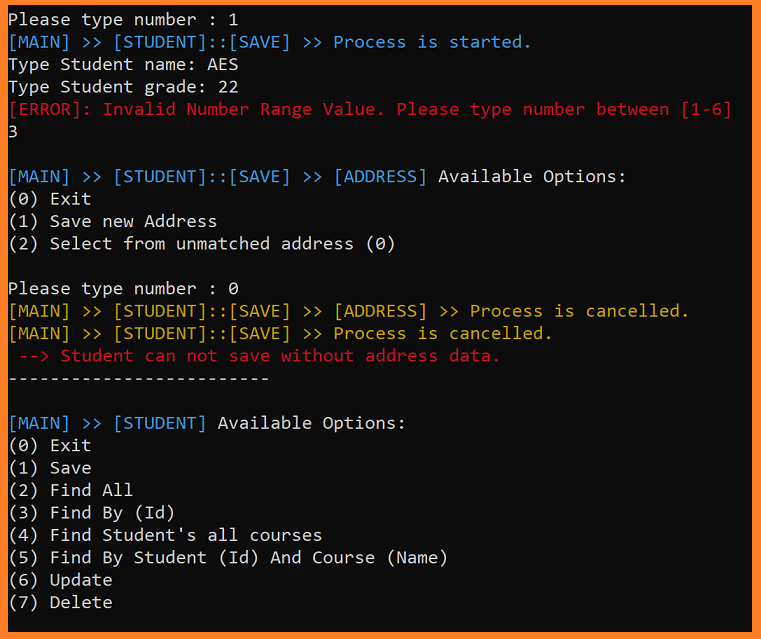 Please type number : 1
[MAIN] >> [STUDENT]::[SAVE] >> Process is started.
Type Student name: AES
Type Student grade: 22
[ERROR]: Invalid Number Range Value. Please type number between [1-6]
3
[MAIN] >> [STUDENT]::[SAVE] >> [ADDRESS] Available Options:
(0) Exit
(1) Save new Address
(2) Select from unmatched address (0)
Please type number : 0
[MAIN] >> [STUDENT]::[SAVE] >> [ADDRESS] >> Process is cancelled.
[MAIN] >> [STUDENT]::[SAVE] >> Process is cancelled.
 --> Student can not save without address data.
-------------------------
[MAIN] >> [STUDENT] Available Options:
(0) Exit
(1) Save
(2) Find All
(3) Find By (Id)
(4) Find Student's all courses
(5) Find By Student (Id) And Course (Name)
(6) Update
(7) Delete